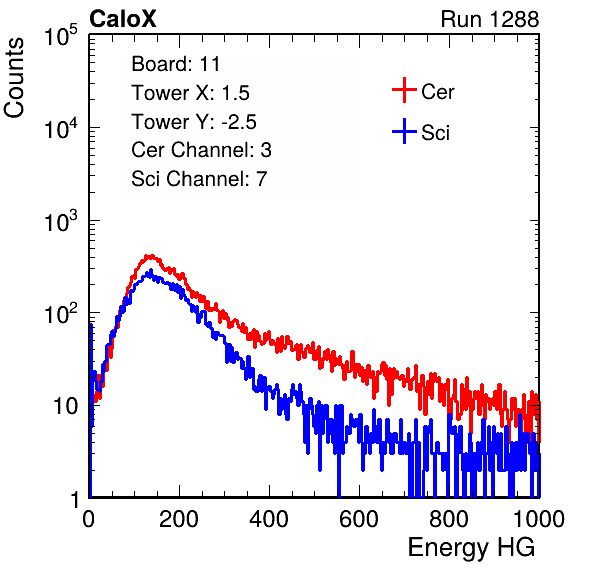 CaloX
Run 1288
Counts
Board: 11
Tower X: 1.5
Tower Y: -2.5
Cer Channel: 3
Sci Channel: 7
Cer
Sci
10^5
10^4
10^3
10^2
10
1
0 200 400 600 800 1000
Energy HG